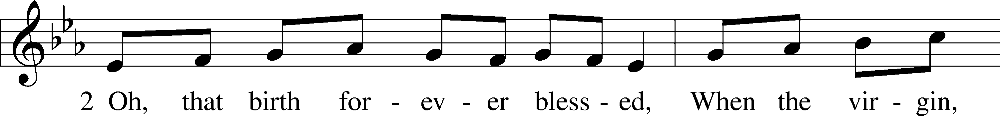 2 Oh, that birth for - ev - er bless - ed, When the vir - gin,